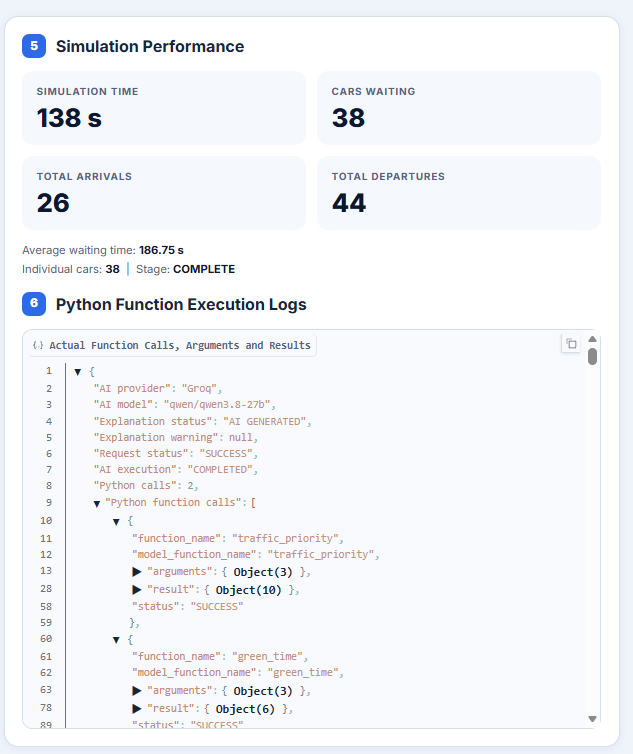 5 Simulation Performance
SIMULATION TIME
138 s
CARS WAITING
38
TOTAL ARRIVALS
26
TOTAL DEPARTURES
44
Average waiting time: 186.75 s
Individual cars: 38 | Stage: COMPLETE
6 Python Function Execution Logs
{.} Actual Function Calls, Arguments and Results
1 ▼ {
2 "AI provider": "Groq",
3 "AI model": "qwen/qwen3.8-27b",
4 "Explanation status": "AI GENERATED",
5 "Explanation warning": null,
6 "Request status": "SUCCESS",
7 "AI execution": "COMPLETED",
8 "Python calls": 2,
9 ▼ "Python function calls": [
10 ▼ {
11 "function_name": "traffic_priority",
12 "model_function_name": "traffic_priority",
13 ▶ "arguments": { Object(3) },
28 ▶ "result": { Object(10) },
58 "status": "SUCCESS"
59 },
60 ▼ {
61 "function_name": "green_time",
62 "model_function_name": "green_time",
63 ▶ "arguments": { Object(3) },
78 ▶ "result": { Object(6) },
89 "status": "SUCCESS"